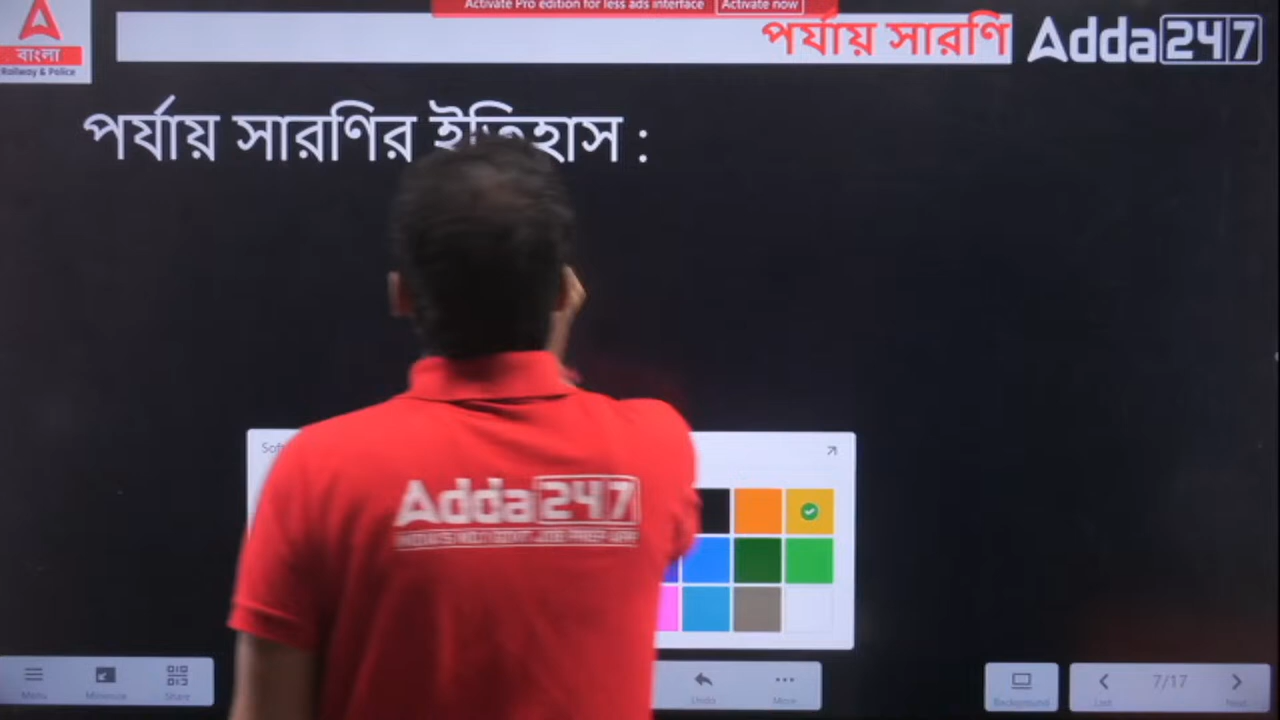 Activate Pro edition for less ads interface Activate now
বাংলা
Railway & Police
পর্যায় সারণি
Adda247
পর্যায় সারণির ইতিহাস :
Adda247
Menu
Minimize
Share
Undo
More
Background
Last
7/17
Next